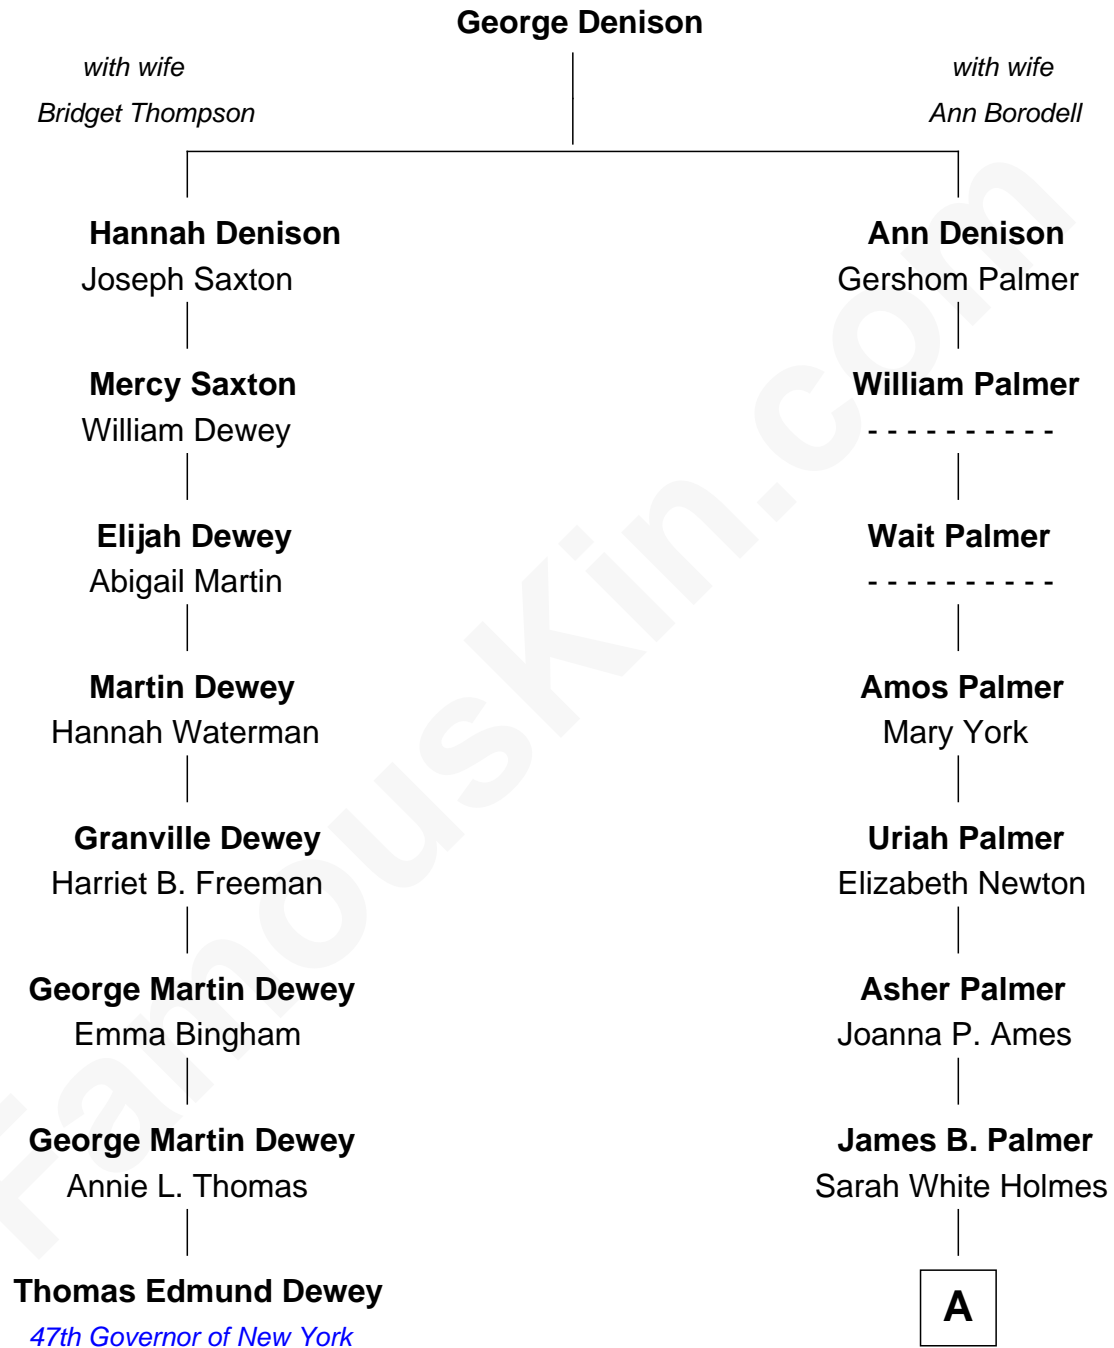 George Denison
with wife
Bridget Thompson
with wife
Ann Borodell
Hannah Denison
Joseph Saxton
Ann Denison
Gershom Palmer
Mercy Saxton
William Dewey
William Palmer
- - - - - - - - - -
Elijah Dewey
Abigail Martin
Wait Palmer
- - - - - - - - - -
Martin Dewey
Hannah Waterman
Amos Palmer
Mary York
Granville Dewey
Harriet B. Freeman
Uriah Palmer
Elizabeth Newton
George Martin Dewey
Emma Bingham
Asher Palmer
Joanna P. Ames
George Martin Dewey
Annie L. Thomas
James B. Palmer
Sarah White Holmes
Thomas Edmund Dewey
47th Governor of New York
A
FamousKin.com